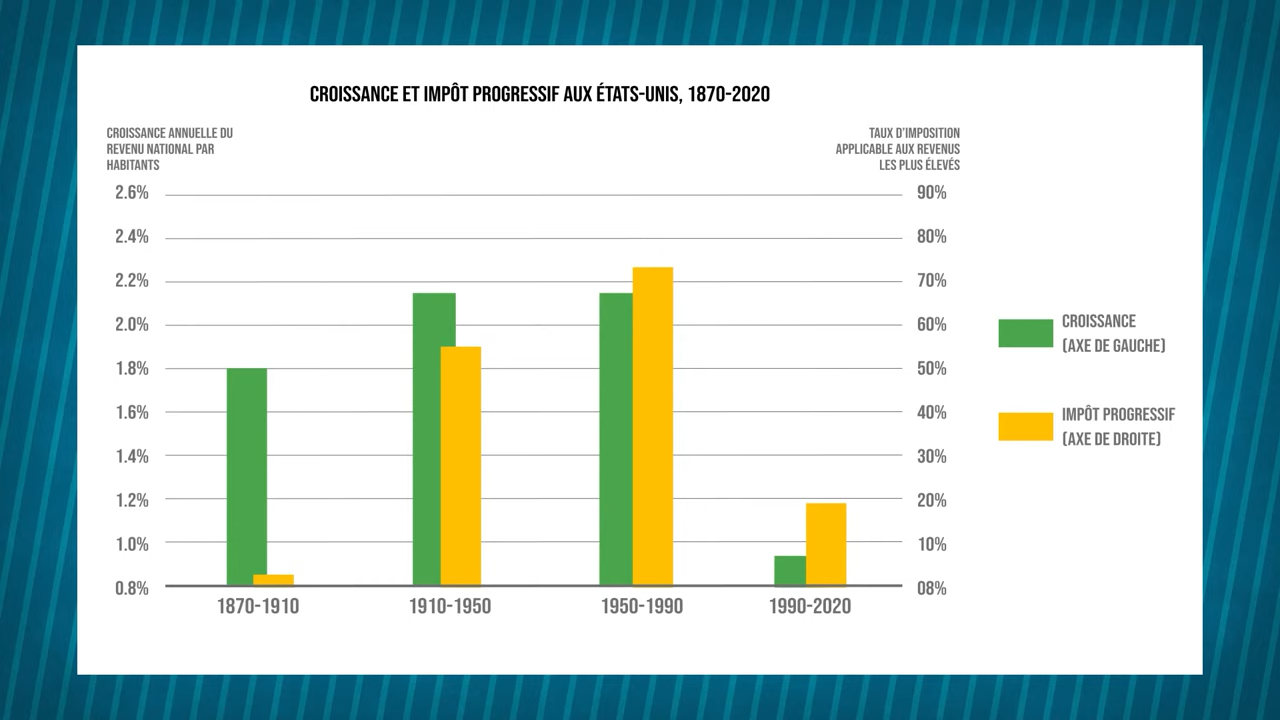 CROISSANCE ET IMPÔT PROGRESSIF AUX ÉTATS-UNIS, 1870-2020
CROISSANCE ANNUELLE DU
REVENU NATIONAL PAR
HABITANTS
TAUX D'IMPOSITION
APPLICABLE AUX REVENUS
LES PLUS ÉLEVÉS
2.6%
2.4%
2.2%
2.0%
1.8%
1.6%
1.4%
1.2%
1.0%
0.8%
90%
80%
70%
60%
50%
40%
30%
20%
10%
08%
1870-1910
1910-1950
1950-1990
1990-2020
CROISSANCE
(AXE DE GAUCHE)
IMPÔT PROGRESSIF
(AXE DE DROITE)